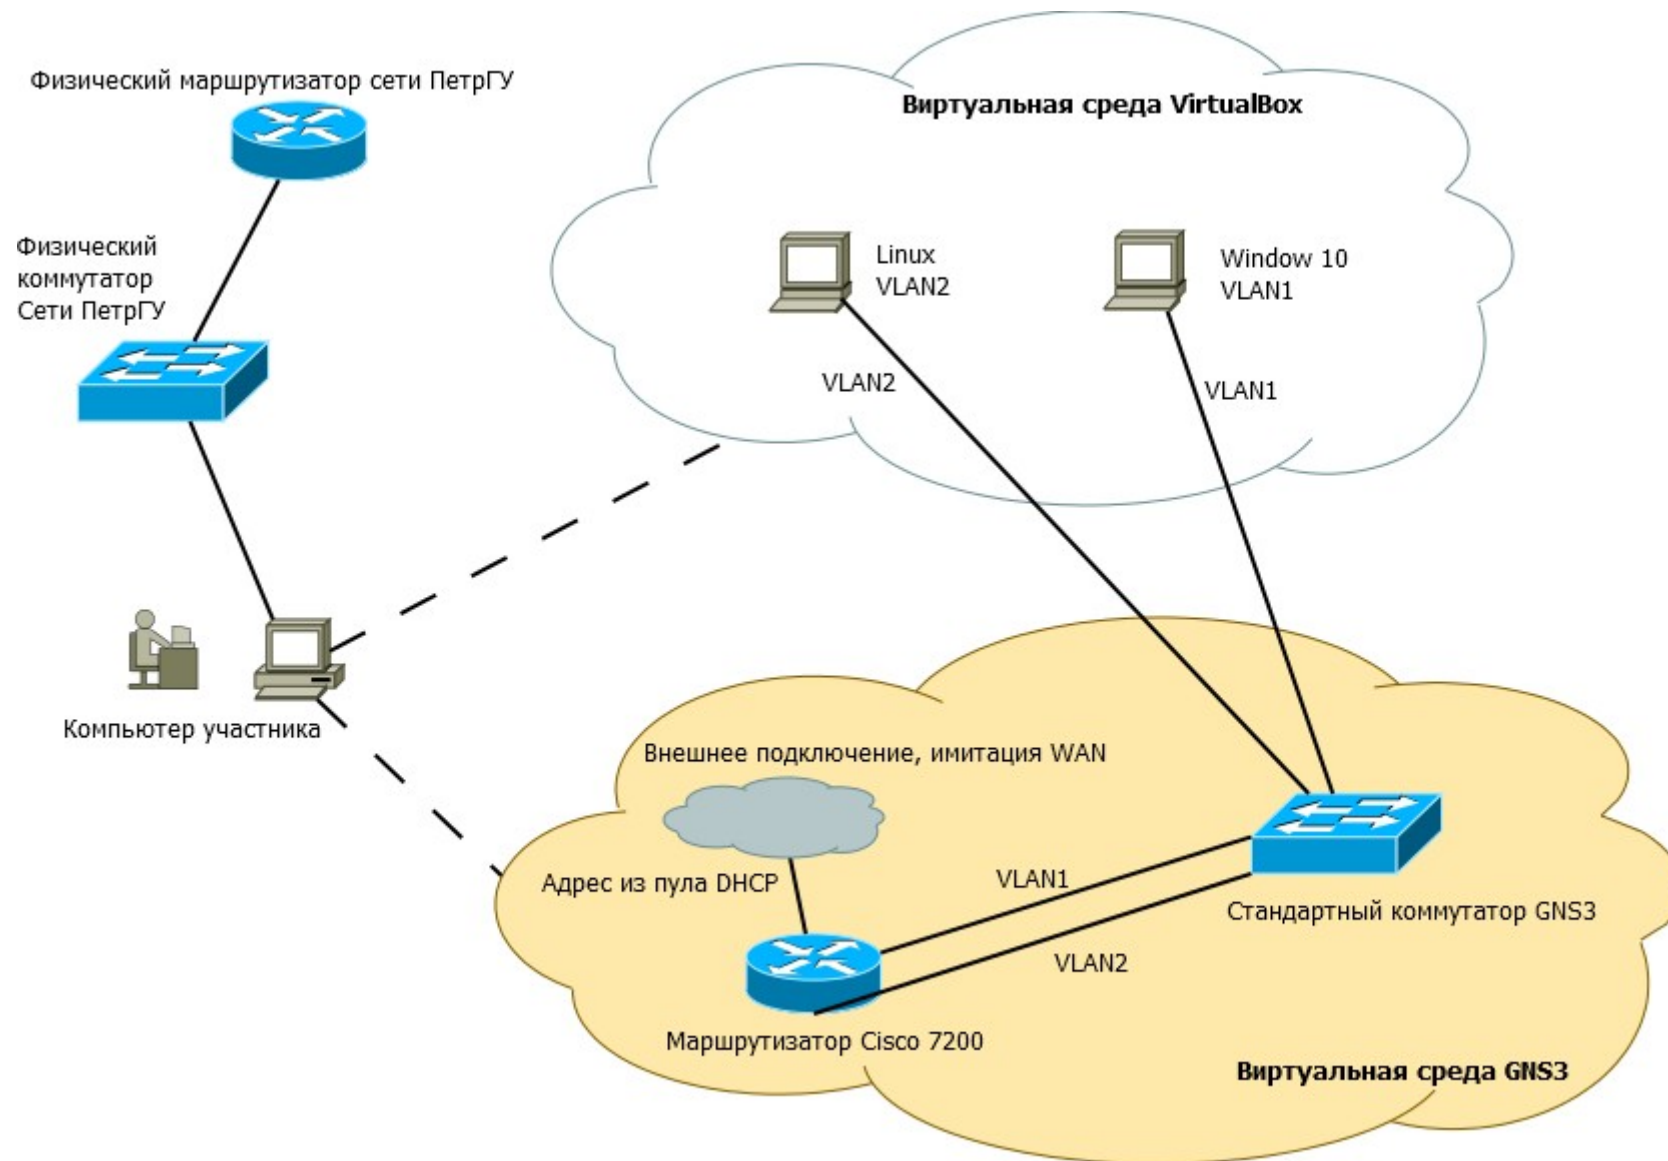 Физический маршрутизатор сети ПетрГУ
Виртуальная среда VirtualBox
Физический
коммутатор
Сети ПетрГУ
Linux
VLAN2
Window 10
VLAN1
VLAN2
VLAN1
Компьютер участника
Внешнее подключение, имитация WAN
Адрес из пула DHCP
VLAN1
Стандартный коммутатор GNS3
VLAN2
Маршрутизатор Cisco 7200
Виртуальная среда GNS3